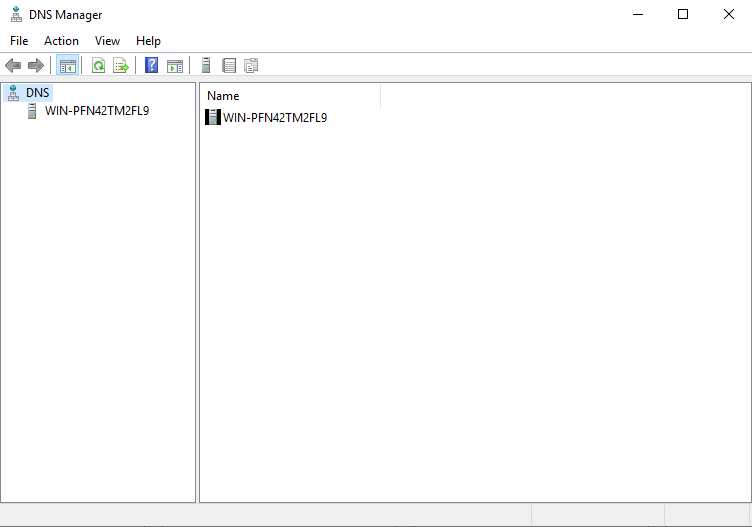 DNS Manager
File Action View Help
DNS
WIN-PFN42TM2FL9
Name
WIN-PFN42TM2FL9